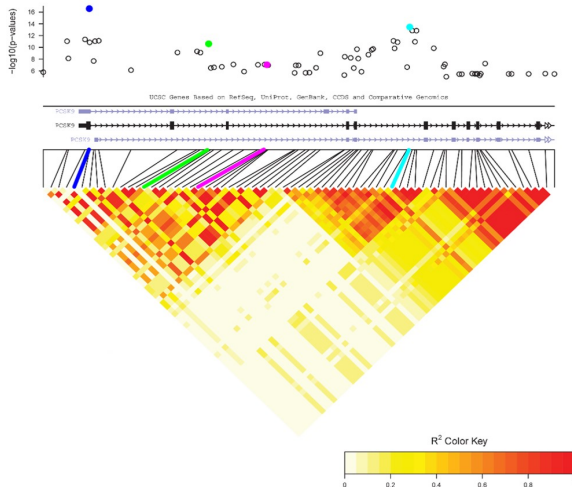 −log10(p−values)
16
14
12
10
8
6
UCSC Genes Based on RefSeq, UniProt, GenBank, CCDS and Comparative Genomics
PCSK9
PCSK9
PCSK9
R² Color Key
0 0.2 0.4 0.6 0.8